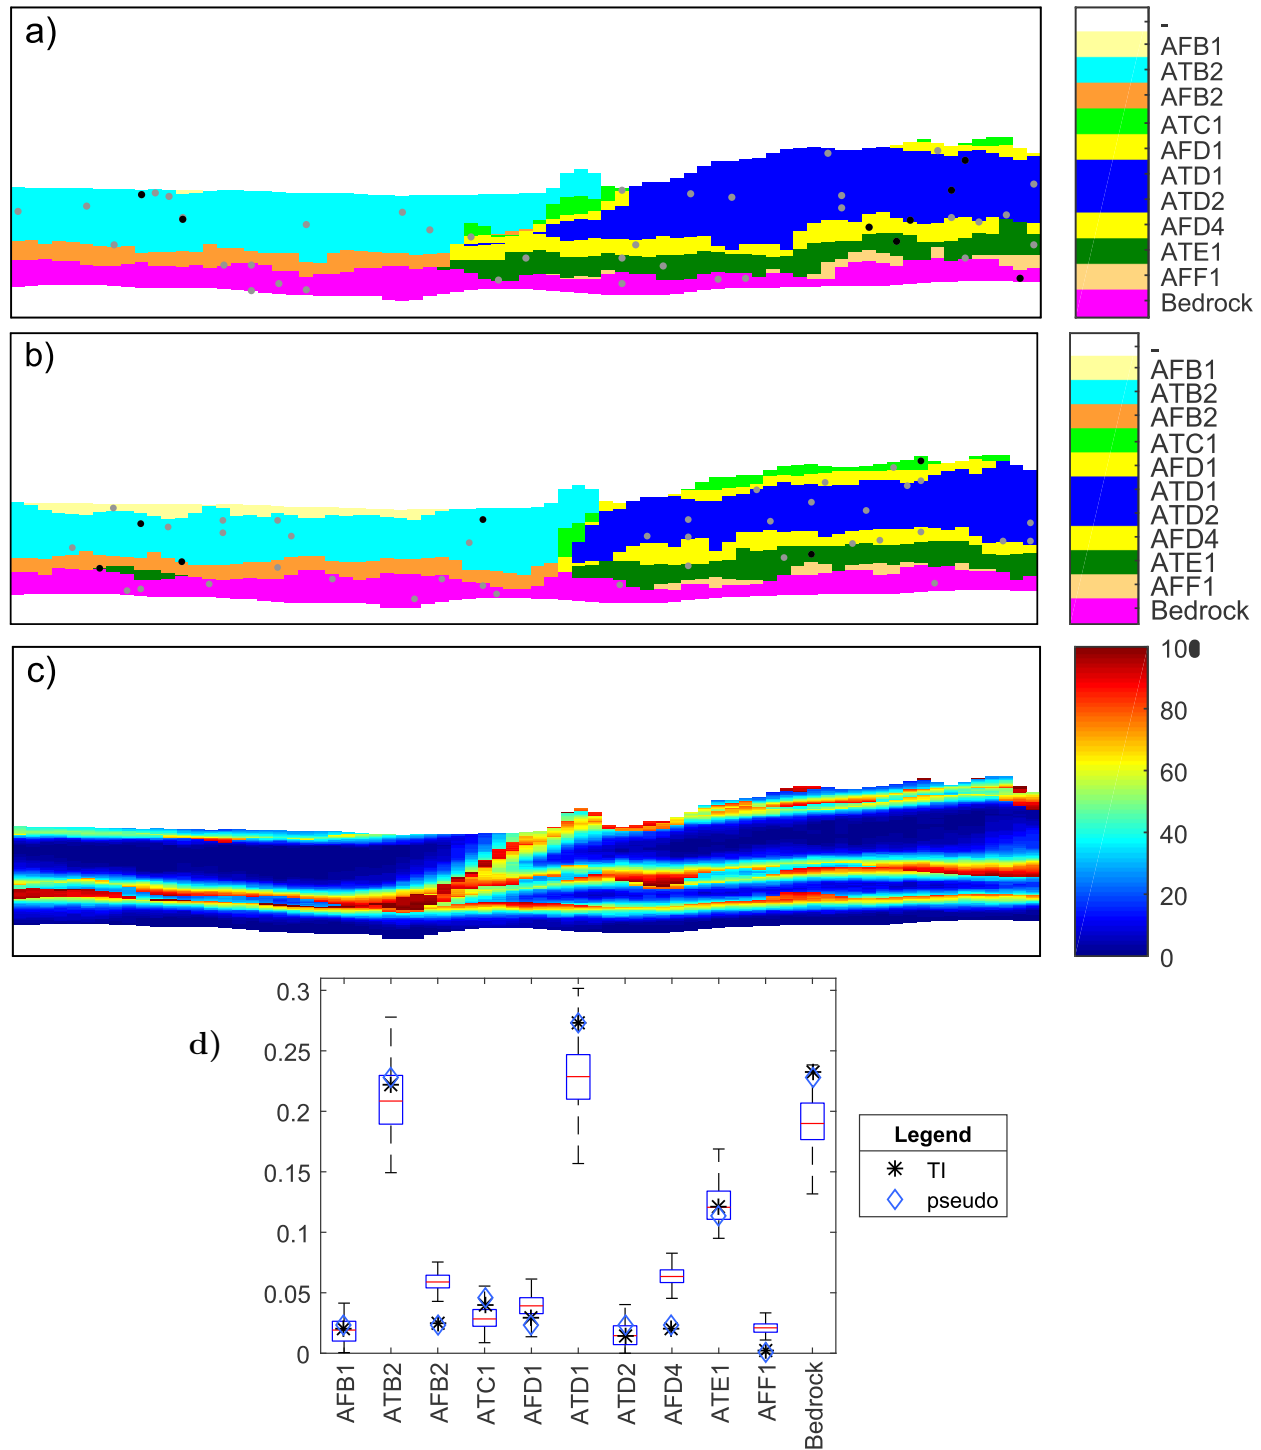 a)
-
AFB1
ATB2
AFB2
ATC1
AFD1
ATD1
ATD2
AFD4
ATE1
AFF1
Bedrock
b)
-
AFB1
ATB2
AFB2
ATC1
AFD1
ATD1
ATD2
AFD4
ATE1
AFF1
Bedrock
c)
100
80
60
40
20
0
d)
0.3
0.25
0.2
0.15
0.1
0.05
0
AFB1 ATB2 AFB2 ATC1 AFD1 ATD1 ATD2 AFD4 ATE1 AFF1 Bedrock
Legend
TI
pseudo